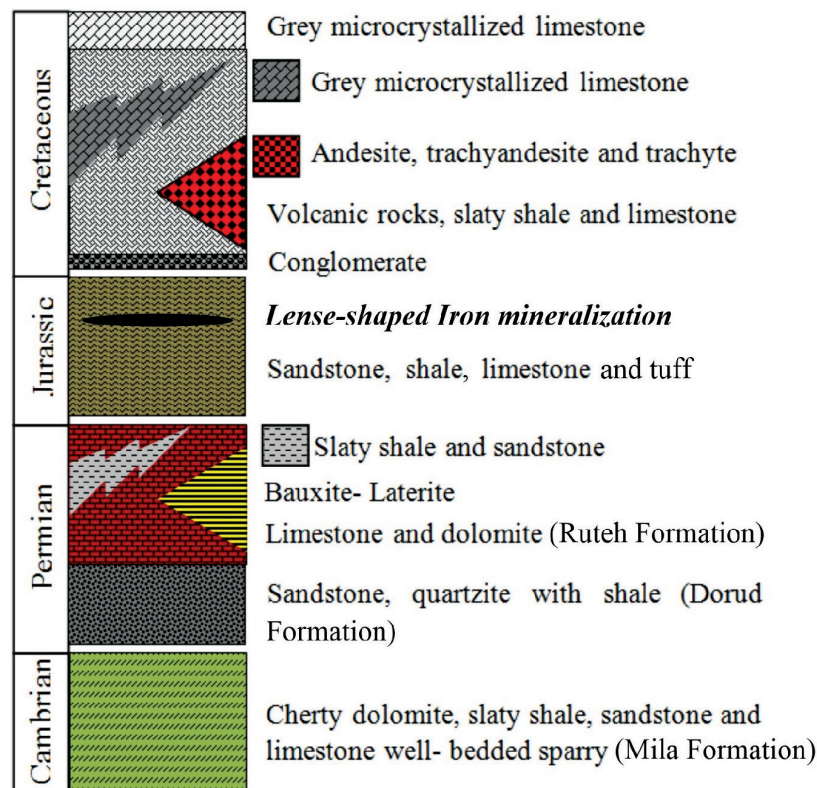 Cretaceous
Grey microcrystallized limestone
Grey microcrystallized limestone
Andesite, trachyandesite and trachyte
Volcanic rocks, slaty shale and limestone
Conglomerate
Jurassic
Lense-shaped Iron mineralization
Sandstone, shale, limestone and tuff
Permian
Slaty shale and sandstone
Bauxite- Laterite
Limestone and dolomite (Ruteh Formation)
Sandstone, quartzite with shale (Dorud
Formation)
Cambrian
Cherty dolomite, slaty shale, sandstone and
limestone well- bedded sparry (Mila Formation)